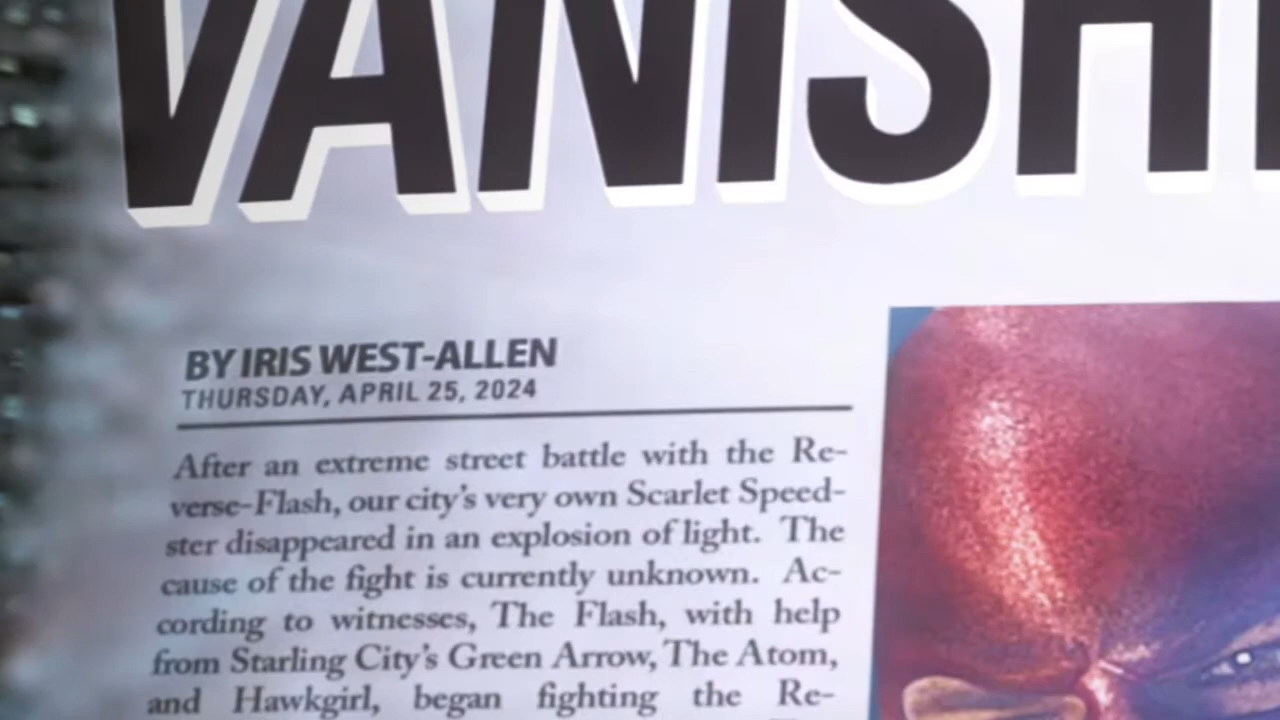 VANISH
BY IRIS WEST-ALLEN
THURSDAY, APRIL 25, 2024
After an extreme street battle with the Re-
verse-Flash, our city's very own Scarlet Speed-
ster disappeared in an explosion of light. The
cause of the fight is currently unknown. Ac-
cording to witnesses, The Flash, with help
from Starling City's Green Arrow, The Atom,
and Hawkgirl, began fighting the Re-